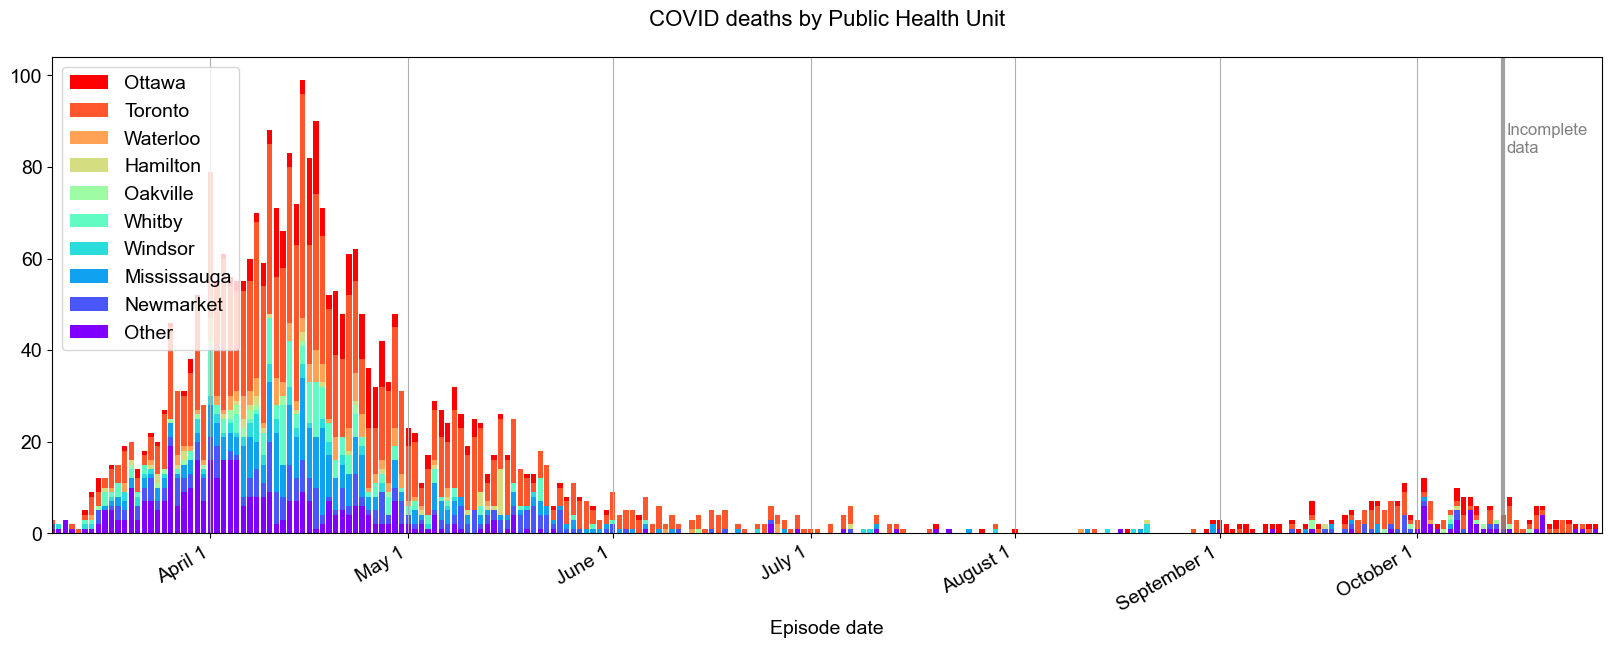 COVID deaths by Public Health Unit
100
80
60
40
20
0
Ottawa
Toronto
Waterloo
Hamilton
Oakville
Whitby
Windsor
Mississauga
Newmarket
Other
Incomplete
data
April 1
May 1
June 1
July 1
August 1
September 1
October 1
Episode date